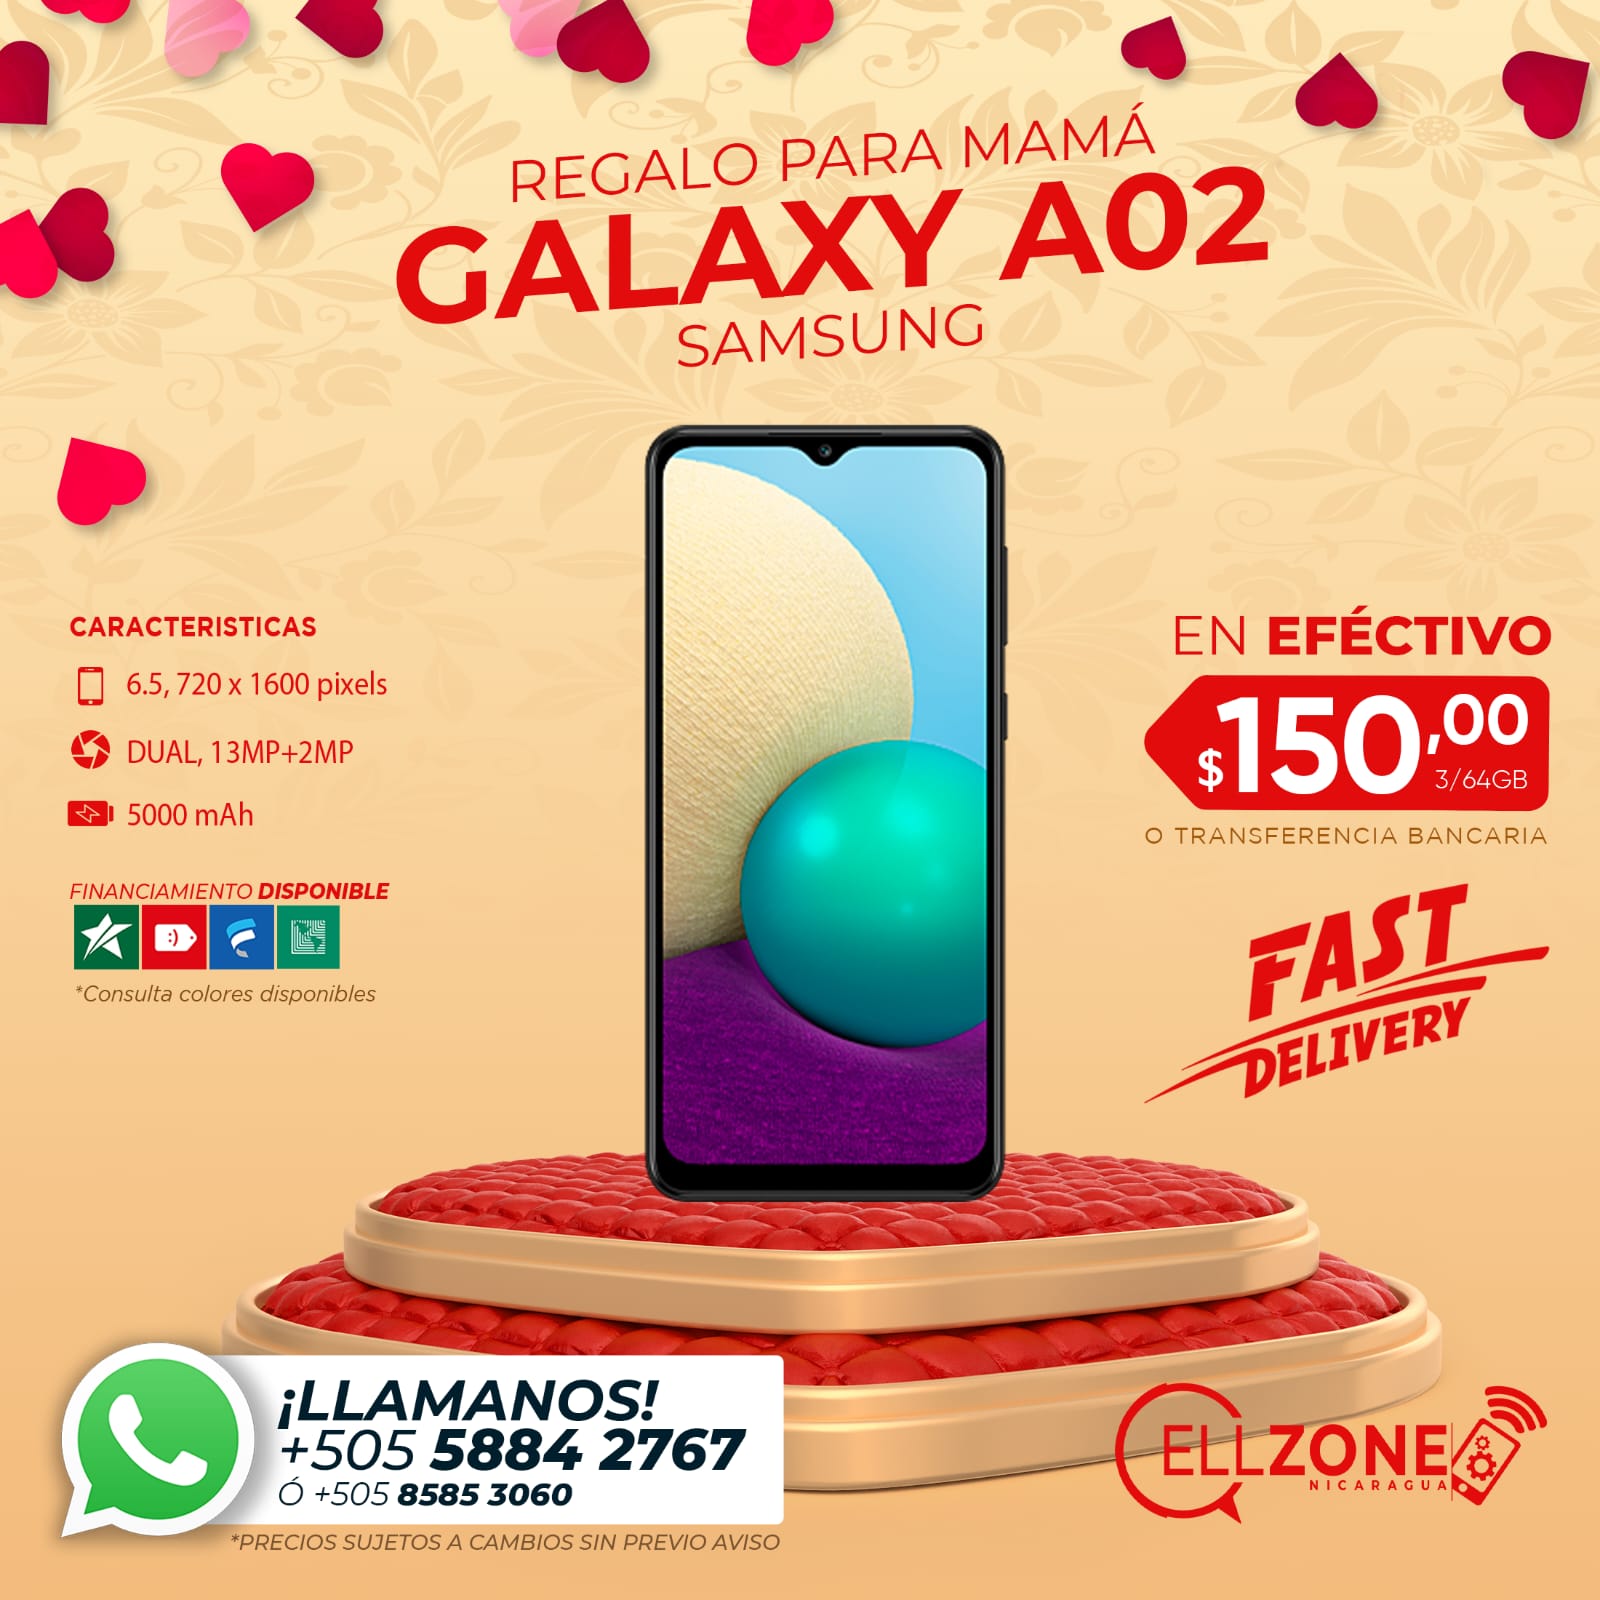 REGALO PARA MAMÁ
GALAXY A02
SAMSUNG
CARACTERISTICAS
6.5, 720 x 1600 pixels
DUAL, 13MP+2MP
5000 mAh
FINANCIAMIENTO DISPONIBLE
*Consulta colores disponibles
EN EFÉCTIVO
$150,00
3/64GB
O TRANSFERENCIA BANCARIA
FAST
DELIVERY
¡LLAMANOS!
+505 5884 2767
Ó +505 8585 3060
*PRECIOS SUJETOS A CAMBIOS SIN PREVIO AVISO
CELLZONE
NICARAGUA